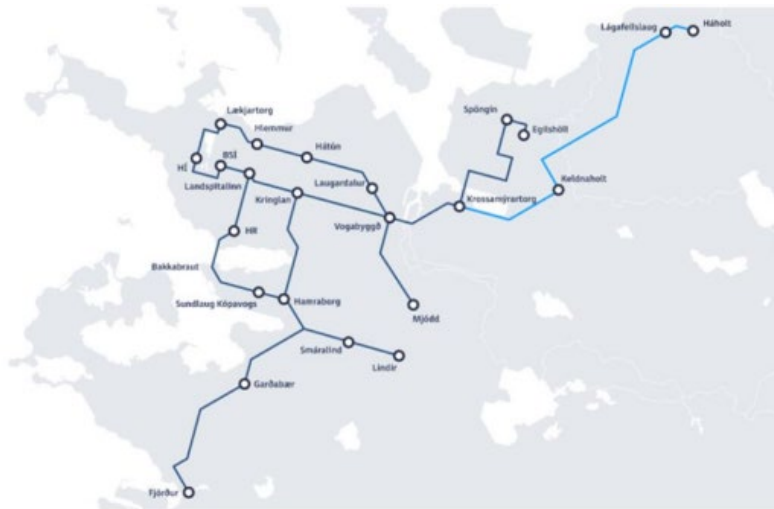 Lágafellslaug
Háholt
Spöngin
Egilshöll
Lækjartorg
Hlemmur
Hátún
HÍ
BSÍ
Landspítalinn
Laugardalur
Keldnaholt
Kringlan
Krossamýrartorg
Vogabyggð
HR
Bakkabraut
Sundlaug Kópavogs
Hamraborg
Mjódd
Smáralind
Lindir
Garðabær
Fjörður